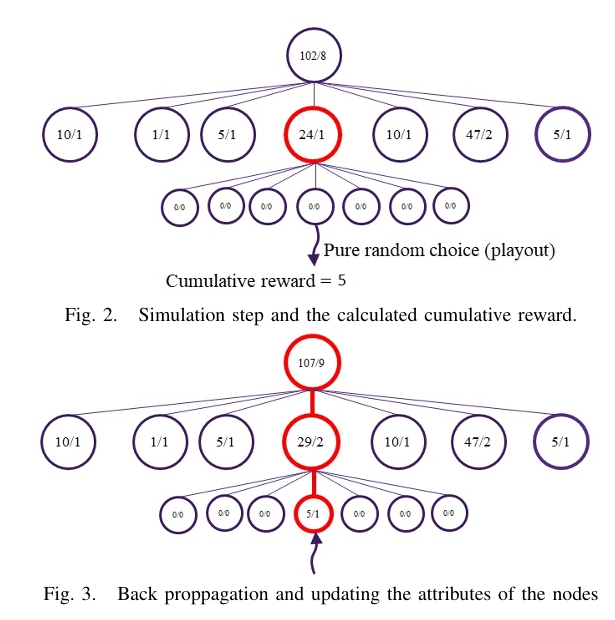 102/8
10/1 1/1 5/1 24/1 10/1 47/2 5/1
0/0 0/0 0/0 0/0 0/0 0/0 0/0
Pure random choice (playout)
Cumulative reward = 5
Fig. 2. Simulation step and the calculated cumulative reward.
107/9
10/1 1/1 5/1 29/2 10/1 47/2 5/1
0/0 0/0 0/0 5/1 0/0 0/0 0/0
Fig. 3. Back proppagation and updating the attributes of the nodes